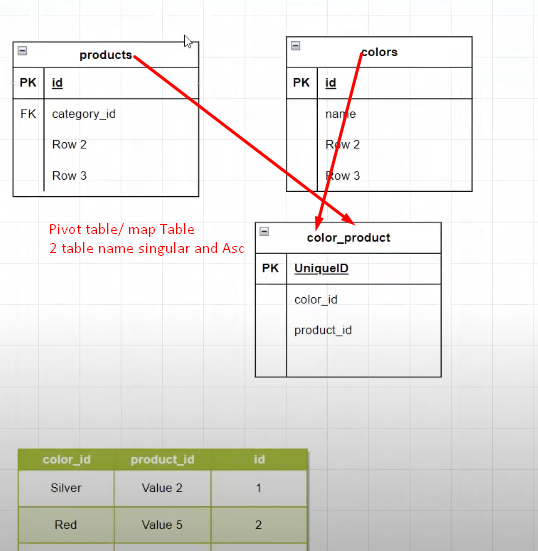 products
PK id
FK category_id
Row 2
Row 3
colors
PK id
name
Row 2
Row 3
Pivot table/ map Table
2 table name singular and Asc
color_product
PK UniqueID
color_id
product_id
color_id product_id id
Silver Value 2 1
Red Value 5 2